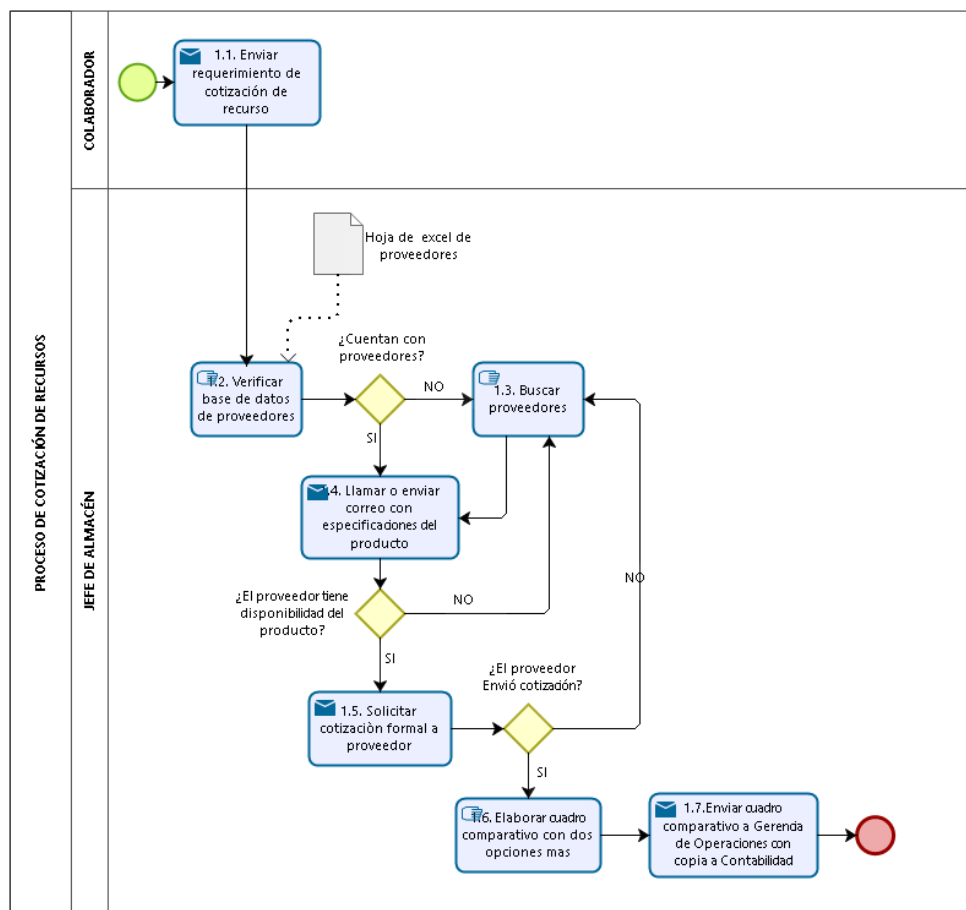 PROCESO DE COTIZACIÓN DE RECURSOS
COLABORADOR
1.1. Enviar
requerimiento de
cotización de
recurso
JEFE DE ALMACÉN
Hoja de excel de
proveedores
1.2. Verificar
base de datos
de proveedores
¿Cuentan con
proveedores?
NO
SI
1.3. Buscar
proveedores
1.4. Llamar o enviar
correo con
especificaciones del
producto
¿El proveedor tiene
disponibilidad del
producto?
NO
SI
NO
1.5. Solicitar
cotizaciòn formal a
proveedor
¿El proveedor
Envió cotización?
SI
1.6. Elaborar cuadro
comparativo con dos
opciones mas
1.7.Enviar cuadro
comparativo a Gerencia
de Operaciones con
copia a Contabilidad